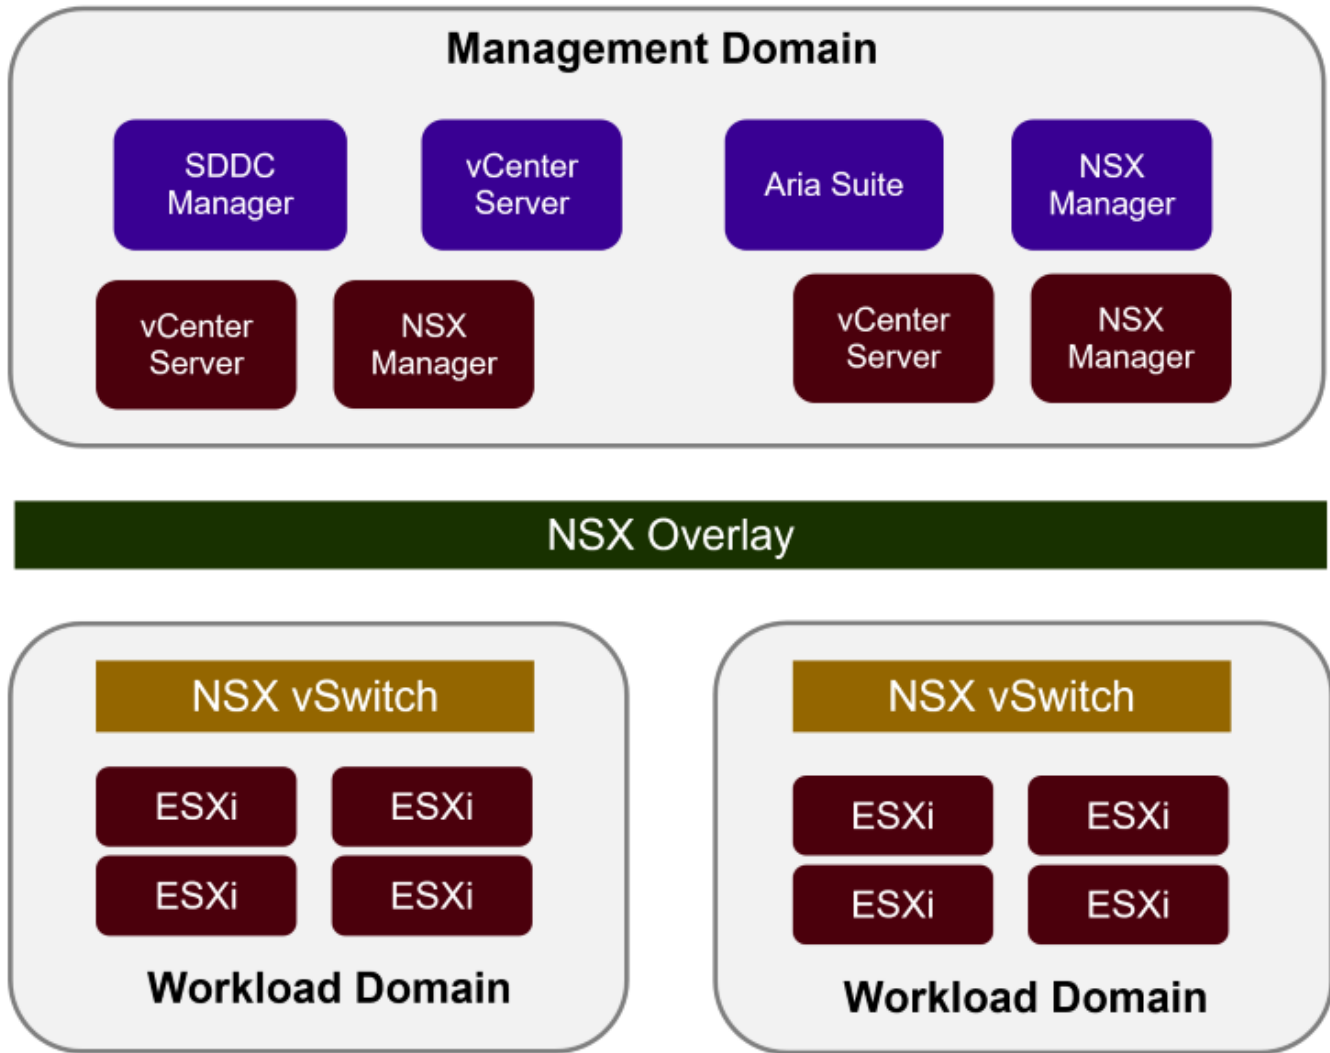 Management Domain
SDDC
Manager
vCenter
Server
Aria Suite
NSX
Manager
vCenter
Server
NSX
Manager
vCenter
Server
NSX
Manager
NSX Overlay
NSX vSwitch
ESXi
ESXi
ESXi
ESXi
Workload Domain
NSX vSwitch
ESXi
ESXi
ESXi
ESXi
Workload Domain